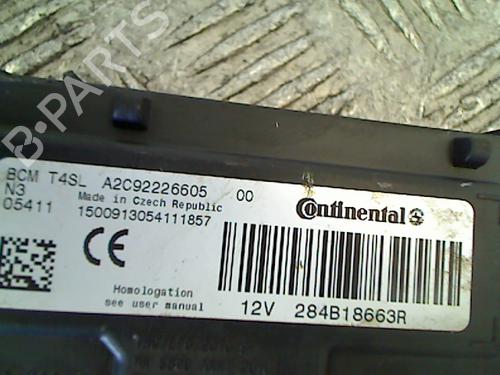 B-PARTS
BCM T4SL A2C92226605 00
N3 Made in Czech Republic
05411 1500913054111857
Continental
CE
Homologation
see user manual
12V 284B18663R